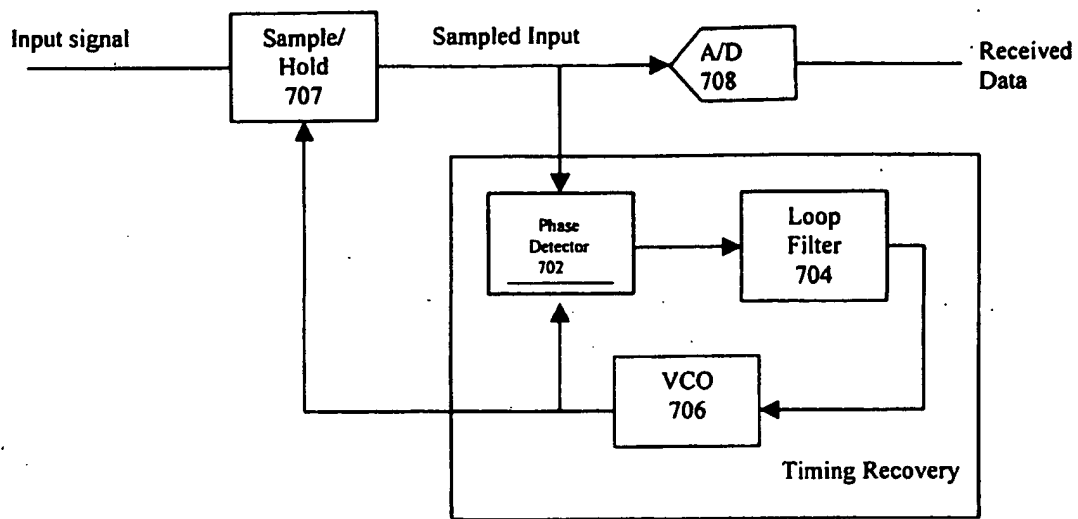 Input signal
Sample/
Hold
707
Sampled Input
A/D
708
Received
Data
Phase
Detector
702
Loop
Filter
704
VCO
706
Timing Recovery